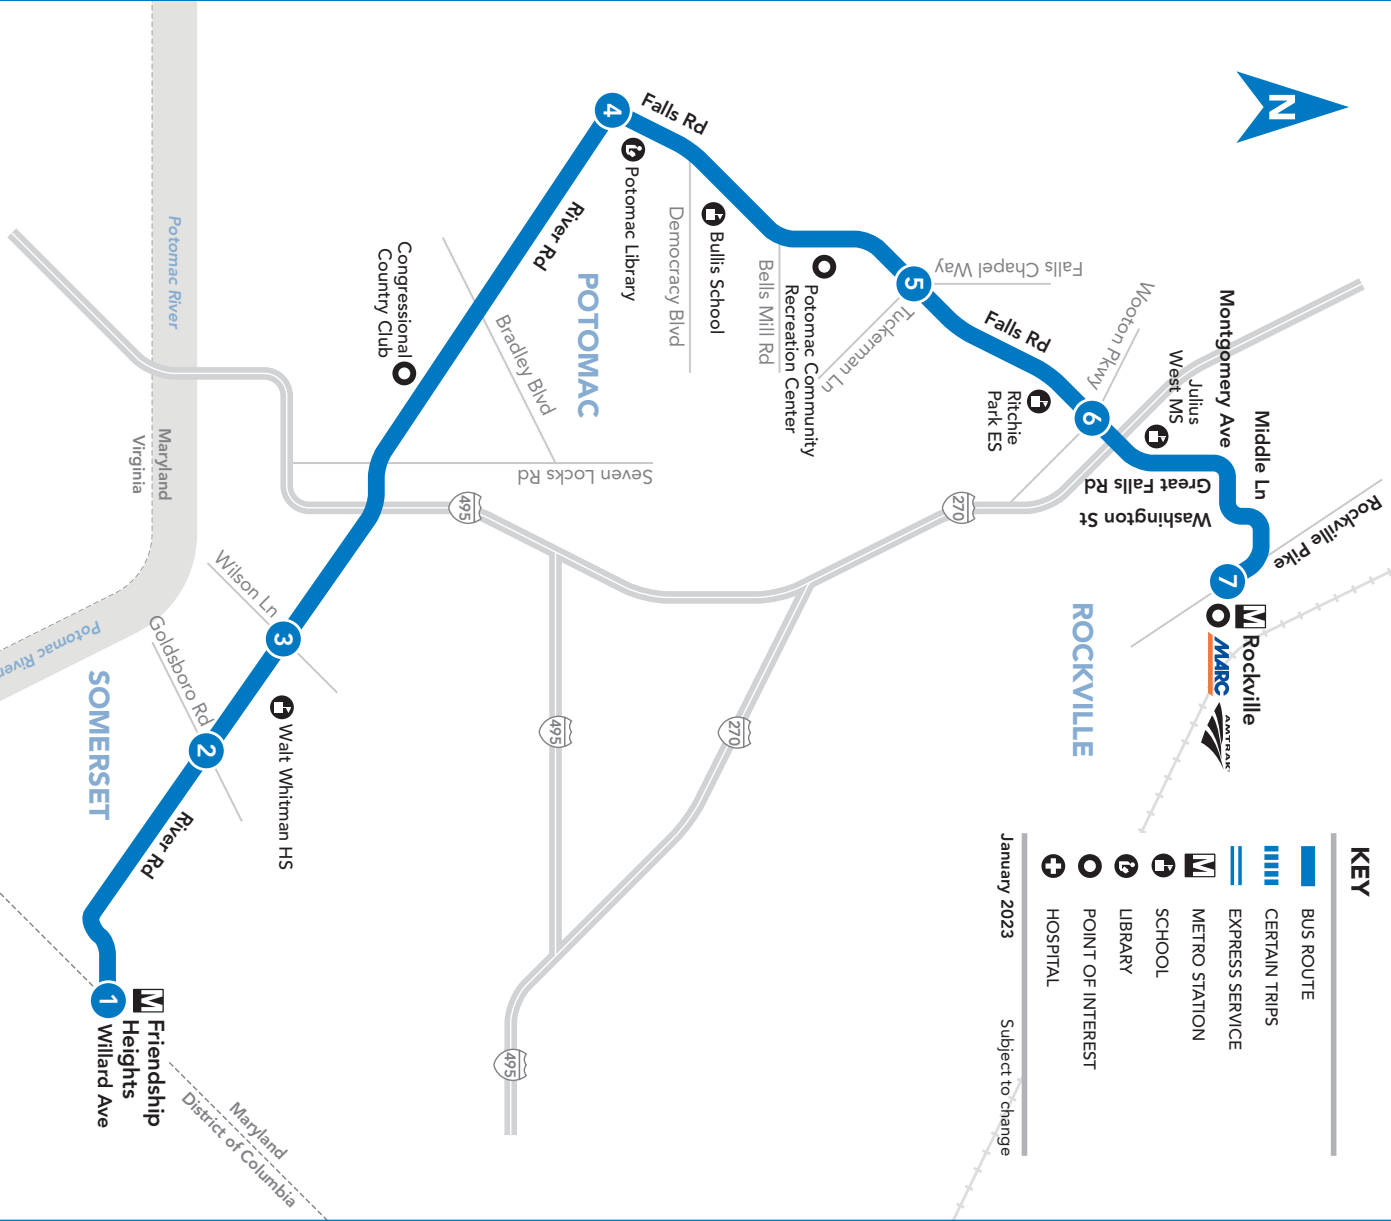 N
KEY
BUS ROUTE
CERTAIN TRIPS
EXPRESS SERVICE
METRO STATION
SCHOOL
LIBRARY
POINT OF INTEREST
HOSPITAL
January 2023
Subject to change
Rockville Pike
Middle Ln
Montgomery Ave
Julius
West MS
Great Falls Rd
Washington St
7
M
Rockville
MARC
AMTRAK
ROCKVILLE
Wooton Pkwy
6
Ritchie
Park ES
270
Falls Rd
Falls Chapel Way
5
Tuckerman Ln
Potomac Community
Recreation Center
Bells Mill Rd
Bullis School
Democracy Blvd
Falls Rd
4
Potomac Library
POTOMAC
River Rd
Bradley Blvd
Seven Locks Rd
Congressional
Country Club
495
495
270
495
Wilson Ln
3
Walt Whitman HS
Goldsboro Rd
2
River Rd
SOMERSET
Potomac River
Maryland
Virginia
Potomac River
1
M
Friendship
Heights
Willard Ave
Maryland
District of Columbia